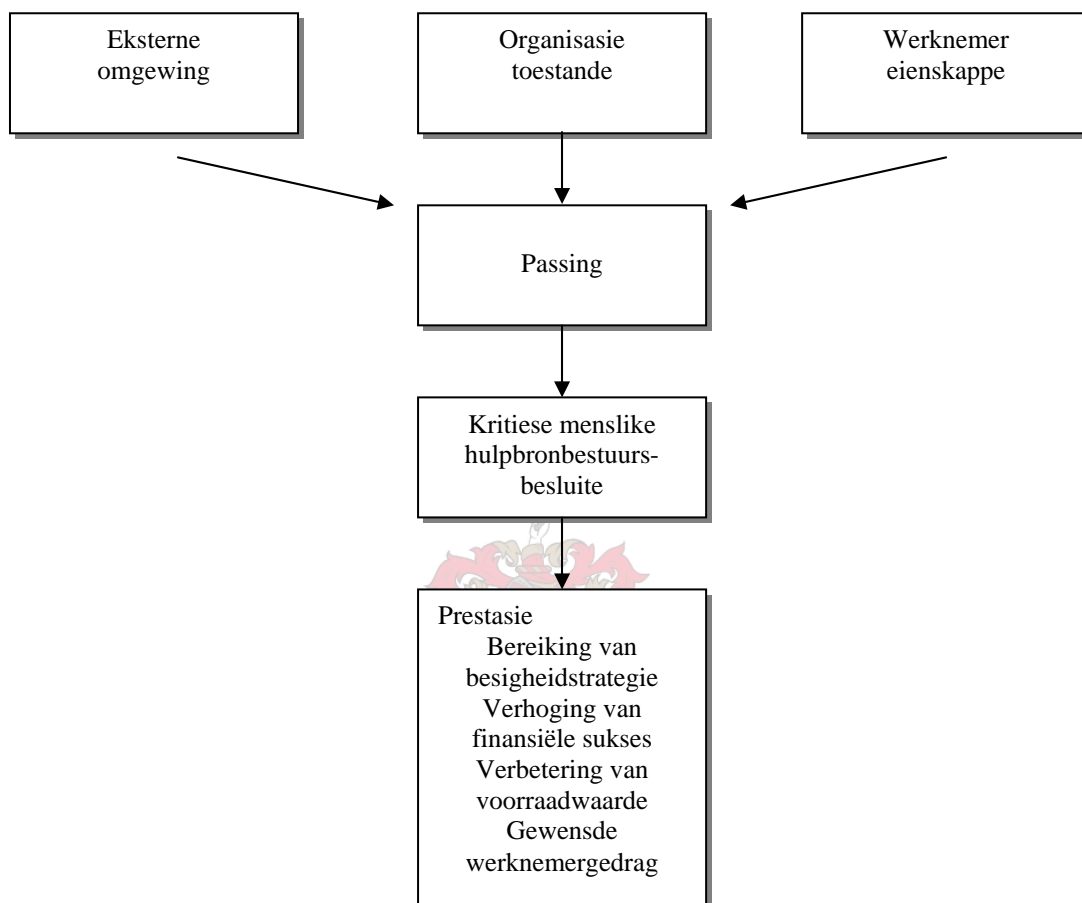 Eksterne
omgewing
Organisasie
toestande
Werknemer
eienskappe
Passing
Kritiese menslike
hulpbronbestuurs-
besluite
Prestasie
Bereiking van
besigheidstrategie
Verhoging van
finansiële sukses
Verbetering van
voorraadwaarde
Gewensde
werknemergedrag